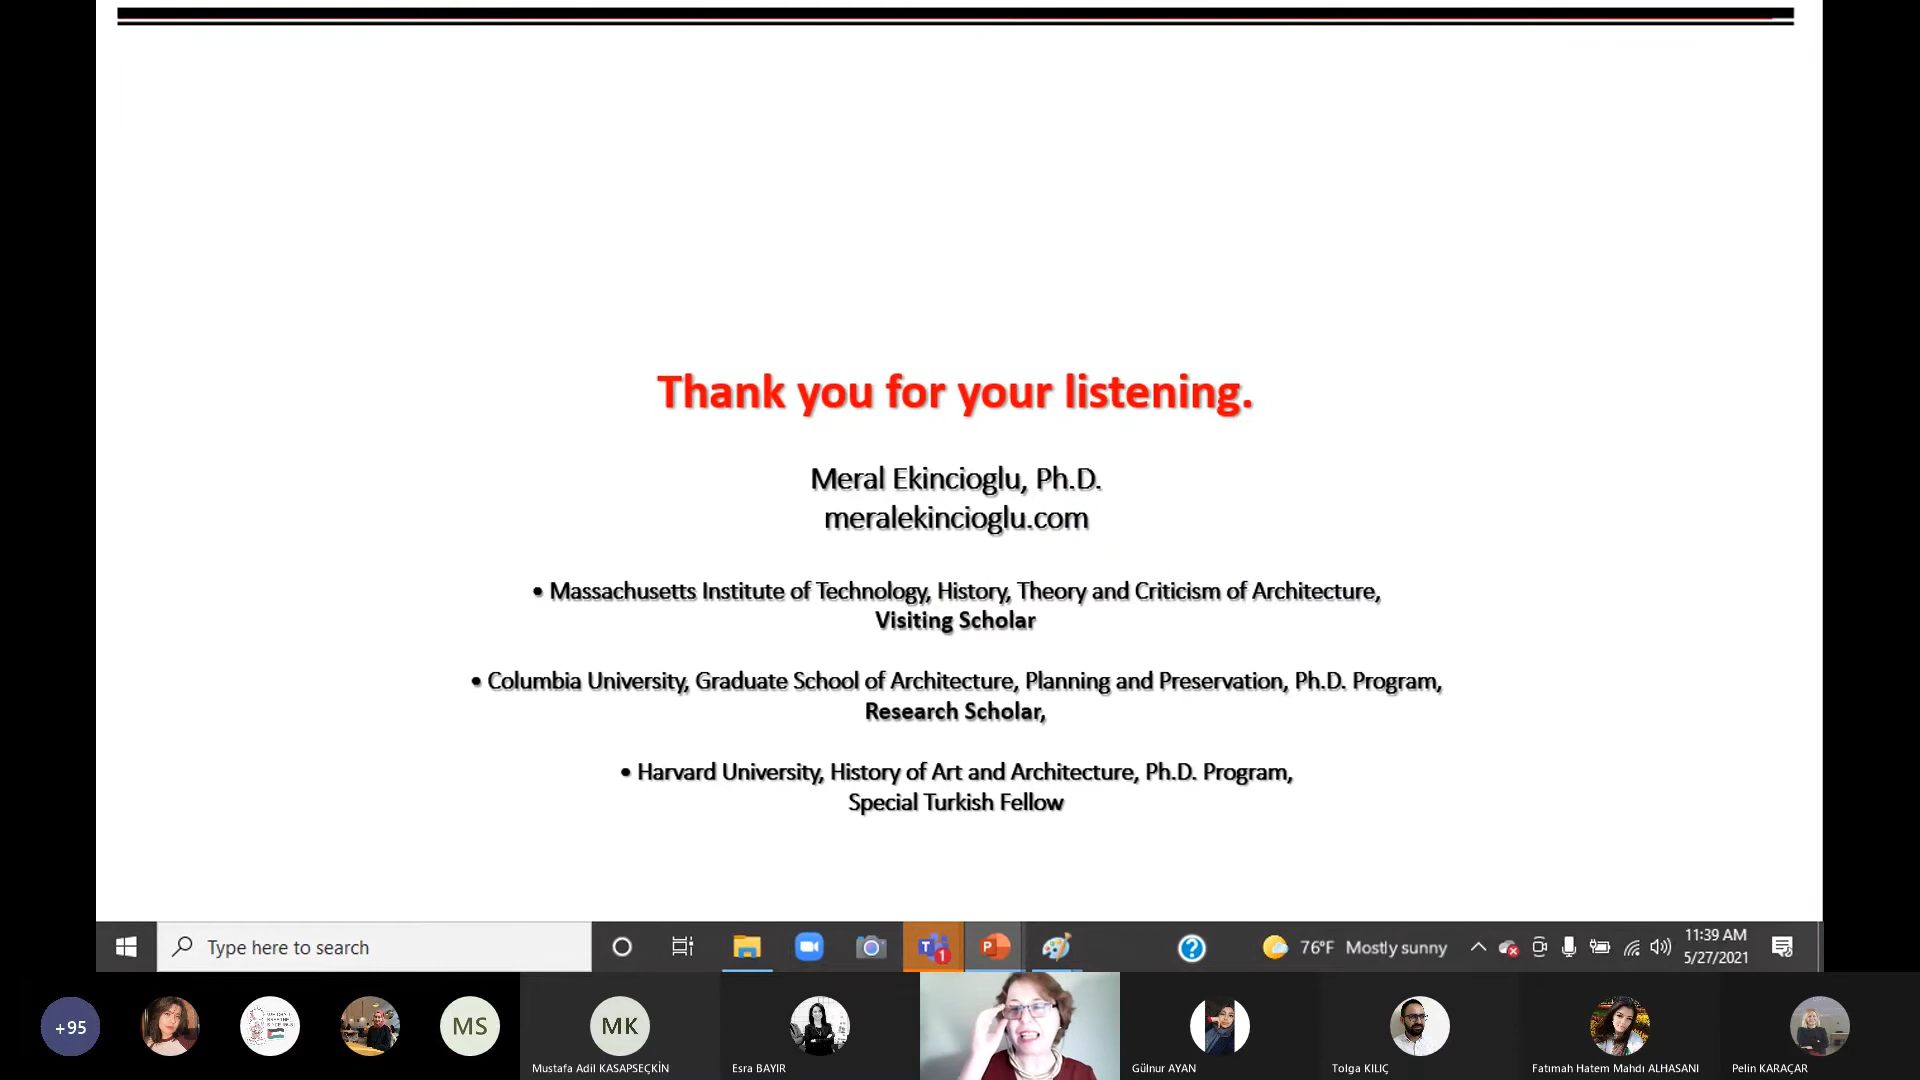 Thank you for your listening.
Meral Ekincioglu, Ph.D.
meralekincioglu.com
• Massachusetts Institute of Technology, History, Theory and Criticism of Architecture,
Visiting Scholar
• Columbia University, Graduate School of Architecture, Planning and Preservation, Ph.D. Program,
Research Scholar,
• Harvard University, History of Art and Architecture, Ph.D. Program,
Special Turkish Fellow
Type here to search
T
1
P
?
76°F Mostly sunny
11:39 AM
5/27/2021
+95
MS
MK
Mustafa Adil KASAPSEÇKİN
Esra BAYIR
Gülnur AYAN
Tolga KILIÇ
Fatımah Hatem Mahdı ALHASANI
Pelin KARAÇAR